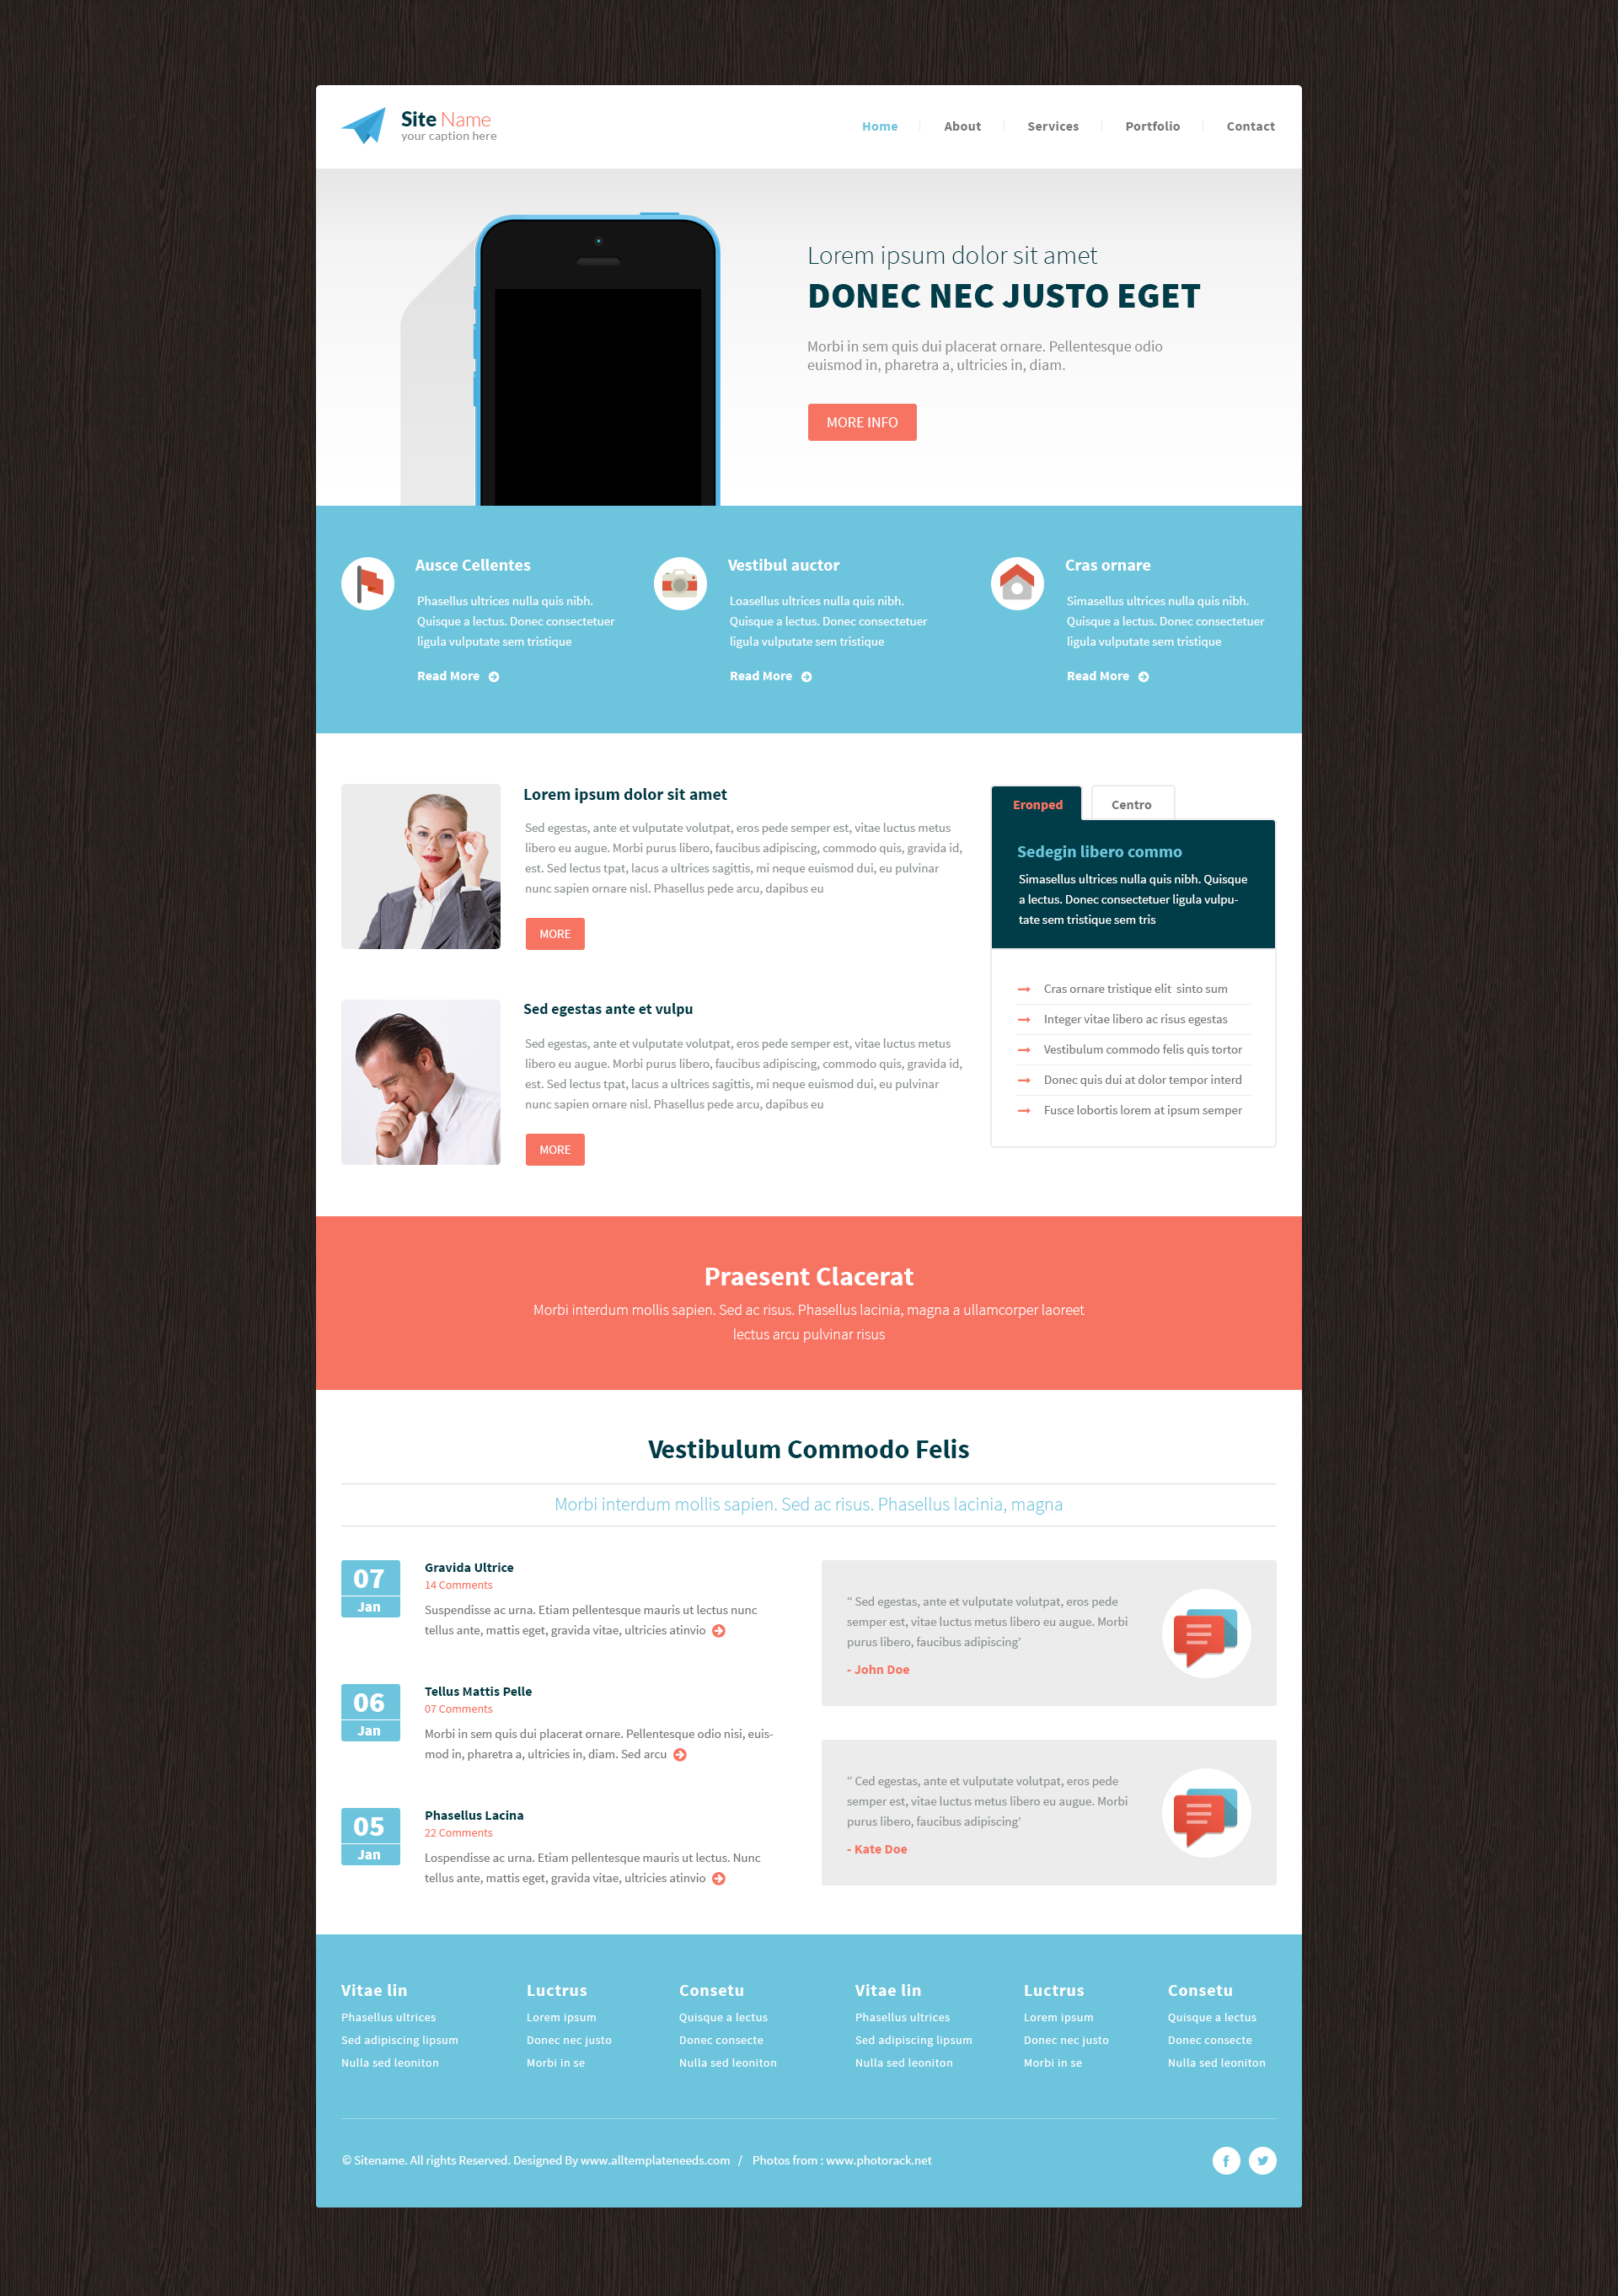 Site Name
your caption here
Home
About
Services
Portfolio
Contact
Lorem ipsum dolor sit amet
DONEC NEC JUSTO EGET
Morbi in sem quis dui placerat ornare. Pellentesque odio
euismod in, pharetra a, ultricies in, diam.
MORE INFO
Ausce Cellentes
Phasellus ultrices nulla quis nibh.
Quisque a lectus. Donec consectetuer
ligula vulputate sem tristique
Read More
Vestibul auctor
Loasellus ultrices nulla quis nibh.
Quisque a lectus. Donec consectetuer
ligula vulputate sem tristique
Read More
Cras ornare
Simasellus ultrices nulla quis nibh.
Quisque a lectus. Donec consectetuer
ligula vulputate sem tristique
Read More
Lorem ipsum dolor sit amet
Sed egestas, ante et vulputate volutpat, eros pede semper est, vitae luctus metus
libero eu augue. Morbi purus libero, faucibus adipiscing, commodo quis, gravida id,
est. Sed lectus tpat, lacus a ultrices sagittis, mi neque euismod dui, eu pulvinar
nunc sapien ornare nisl. Phasellus pede arcu, dapibus eu
MORE
Sed egestas ante et vulpu
Sed egestas, ante et vulputate volutpat, eros pede semper est, vitae luctus metus
libero eu augue. Morbi purus libero, faucibus adipiscing, commodo quis, gravida id,
est. Sed lectus tpat, lacus a ultrices sagittis, mi neque euismod dui, eu pulvinar
nunc sapien ornare nisl. Phasellus pede arcu, dapibus eu
MORE
Eronped
Centro
Sedegin libero commo
Simasellus ultrices nulla quis nibh. Quisque
a lectus. Donec consectetuer ligula vulpu-
tate sem tristique sem tris
Cras ornare tristique elit sinto sum
Integer vitae libero ac risus egestas
Vestibulum commodo felis quis tortor
Donec quis dui at dolor tempor interd
Fusce lobortis lorem at ipsum semper
Praesent Clacerat
Morbi interdum mollis sapien. Sed ac risus. Phasellus lacinia, magna a ullamcorper laoreet
lectus arcu pulvinar risus
Vestibulum Commodo Felis
Morbi interdum mollis sapien. Sed ac risus. Phasellus lacinia, magna
07
Jan
Gravida Ultrice
14 Comments
Suspendisse ac urna. Etiam pellentesque mauris ut lectus nunc
tellus ante, mattis eget, gravida vitae, ultricies atinvio
06
Jan
Tellus Mattis Pelle
07 Comments
Morbi in sem quis dui placerat ornare. Pellentesque odio nisi, euis-
mod in, pharetra a, ultricies in, diam. Sed arcu
05
Jan
Phasellus Lacina
22 Comments
Lospendisse ac urna. Etiam pellentesque mauris ut lectus. Nunc
tellus ante, mattis eget, gravida vitae, ultricies atinvio
“ Sed egestas, ante et vulputate volutpat, eros pede
semper est, vitae luctus metus libero eu augue. Morbi
purus libero, faucibus adipiscing’
- John Doe
“ Ced egestas, ante et vulputate volutpat, eros pede
semper est, vitae luctus metus libero eu augue. Morbi
purus libero, faucibus adipiscing’
- Kate Doe
Vitae lin
Phasellus ultrices
Sed adipiscing lipsum
Nulla sed leoniton
Luctrus
Lorem ipsum
Donec nec justo
Morbi in se
Consetu
Quisque a lectus
Donec consecte
Nulla sed leoniton
Vitae lin
Phasellus ultrices
Sed adipiscing lipsum
Nulla sed leoniton
Luctrus
Lorem ipsum
Donec nec justo
Morbi in se
Consetu
Quisque a lectus
Donec consecte
Nulla sed leoniton
© Sitename. All rights Reserved. Designed By www.alltemplateneeds.com / Photos from : www.photorack.net